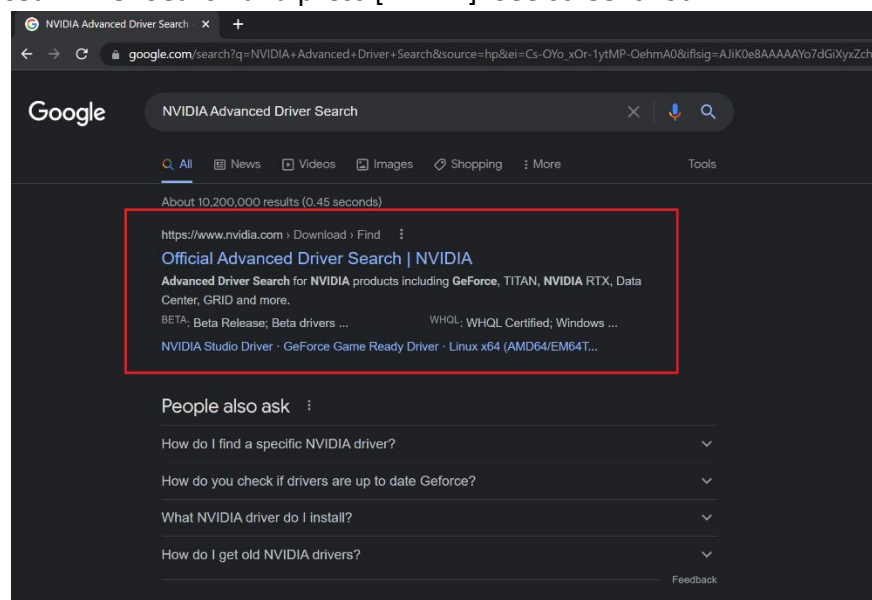 NVIDIA Advanced Driver Search
google.com/search?q=NVIDIA+Advanced+Driver+Search&source=hp&ei=Cs-OYo_xOr-1ytMP-OehmA0&iflsig=AJiK0e8AAAAAYo7dGiXyxZch
Google
NVIDIA Advanced Driver Search
All News Videos Images Shopping More Tools
About 10,200,000 results (0.45 seconds)
https://www.nvidia.com › Download › Find
Official Advanced Driver Search | NVIDIA
Advanced Driver Search for NVIDIA products including GeForce, TITAN, NVIDIA RTX, Data
Center, GRID and more.
BETA: Beta Release; Beta drivers ... WHQL: WHQL Certified; Windows ...
NVIDIA Studio Driver · GeForce Game Ready Driver · Linux x64 (AMD64/EM64T...
People also ask
How do I find a specific NVIDIA driver?
How do you check if drivers are up to date Geforce?
What NVIDIA driver do I install?
How do I get old NVIDIA drivers?
Feedback